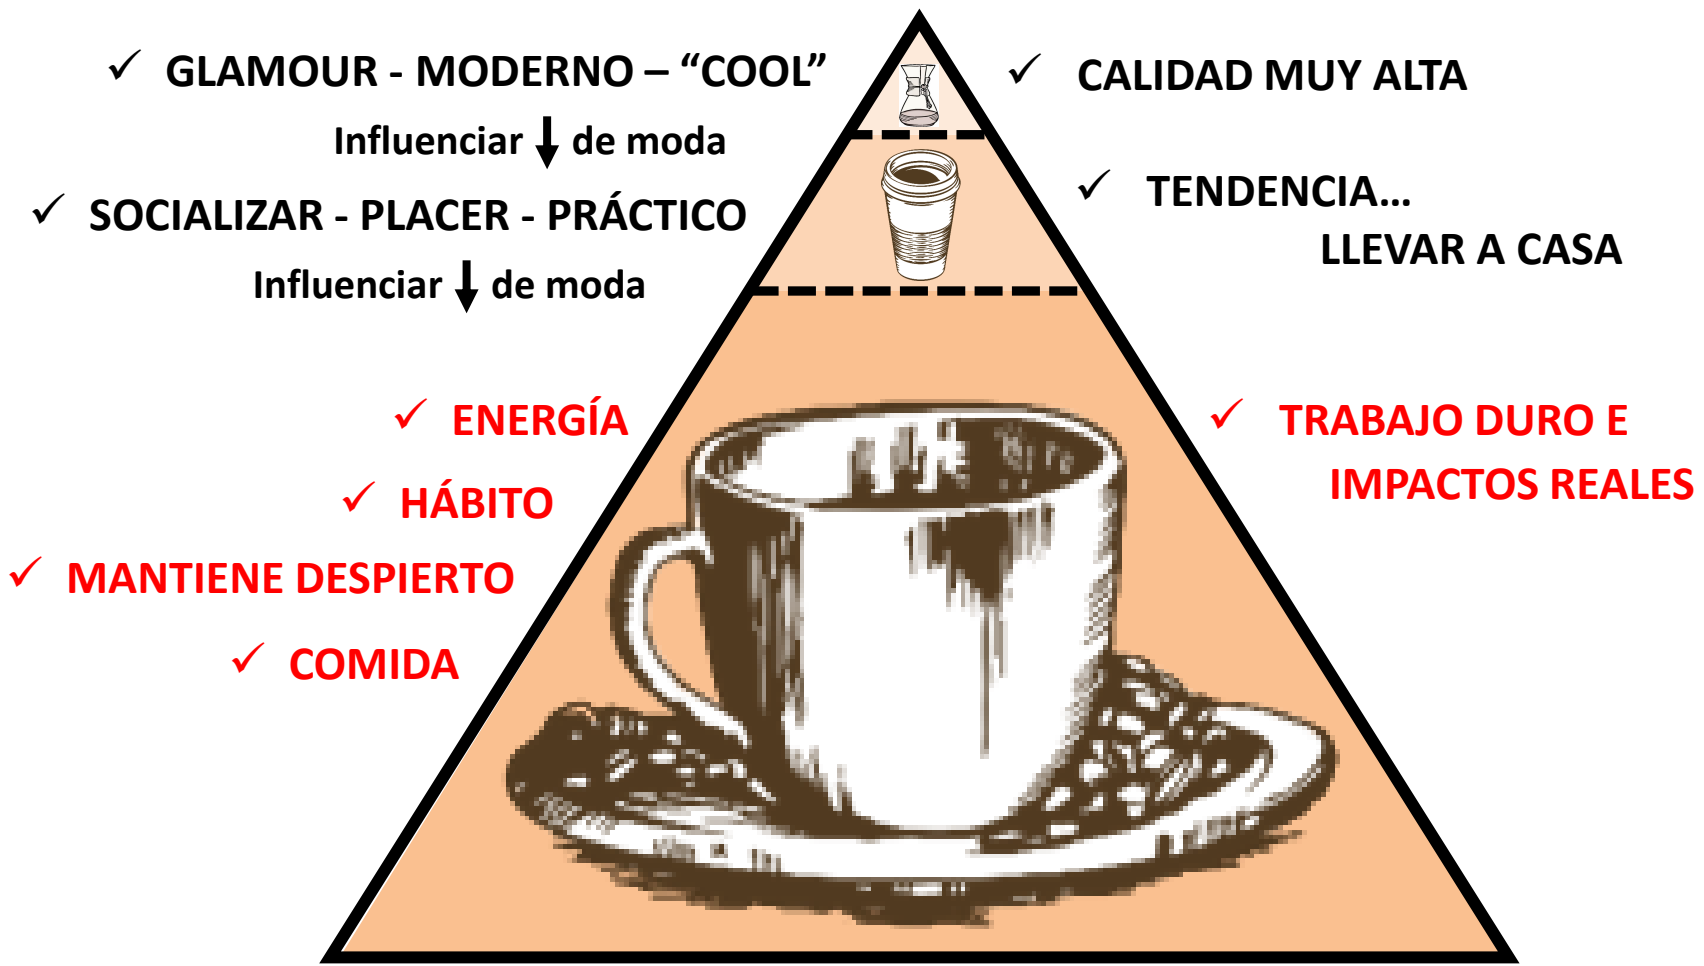 ✓ GLAMOUR - MODERNO – “COOL”
✓ CALIDAD MUY ALTA
Influenciar ↓ de moda
✓ SOCIALIZAR - PLACER - PRÁCTICO
✓ TENDENCIA...
LLEVAR A CASA
Influenciar ↓ de moda
✓ ENERGÍA
✓ HÁBITO
✓ MANTIENE DESPIERTO
✓ COMIDA
✓ TRABAJO DURO E
IMPACTOS REALES